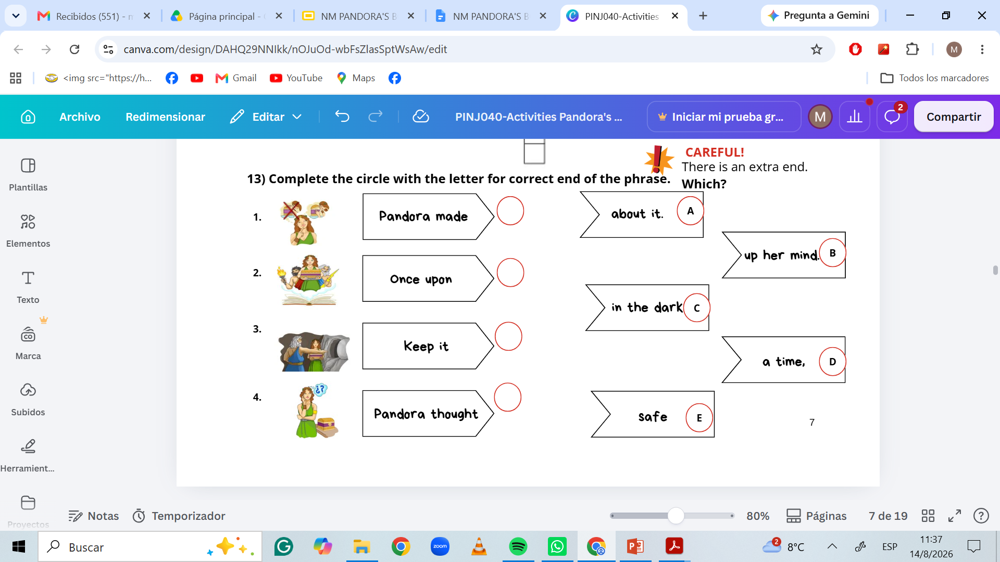 Recibidos (551) - m
Página principal - G
NM PANDORA'S B
NM PANDORA'S B
PINJ040-Activities
Pregunta a Gemini
canva.com/design/DAHQ29NNIkk/nOJuOd-wbFsZlasSptWsAw/edit
M
<img src="https://h...
Gmail
YouTube
Maps
Todos los marcadores
Archivo
Redimensionar
Editar
PINJ040-Activities Pandora's ...
Iniciar mi prueba gr...
M
2
Compartir
Plantillas
Elementos
Texto
Marca
Subidos
Herramient...
Proyectos
CAREFUL!
There is an extra end.
Which?
13) Complete the circle with the letter for correct end of the phrase.
1.
Pandora made
about it.
A
up her mind.
B
2.
Once upon
in the dark
C
3.
Keep it
a time,
D
4.
¿?
Pandora thought
safe
E
7
Notas
Temporizador
80%
Páginas
7 de 19
Buscar
zoom
2
8°C
ESP
11:37
14/8/2026